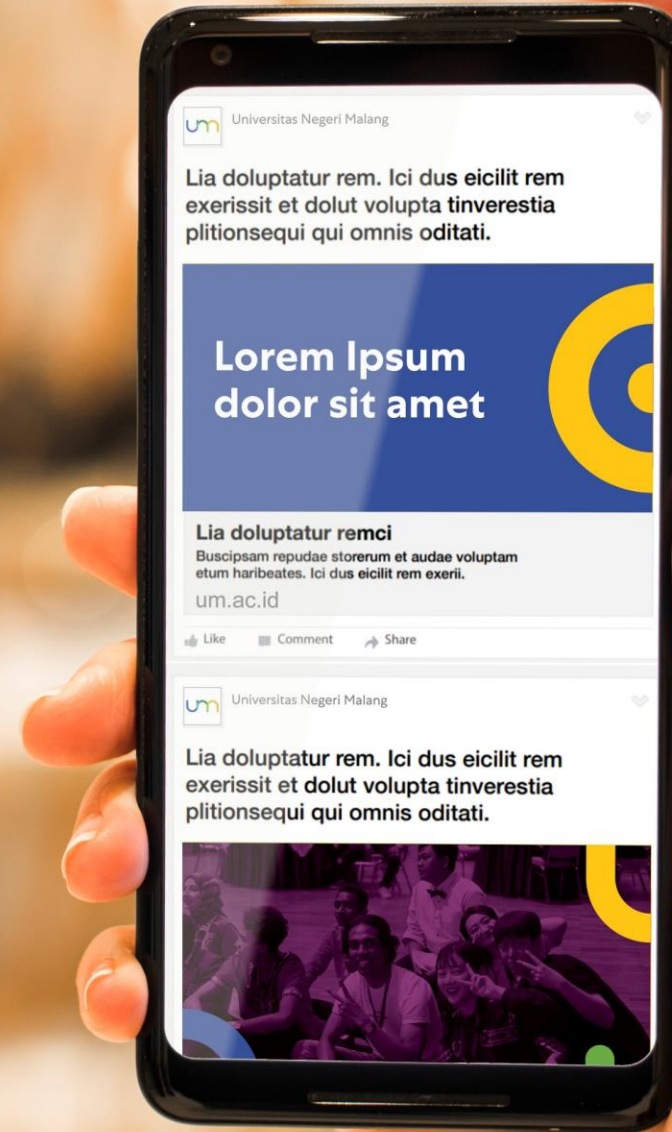 um
Universitas Negeri Malang
Lia doluptatur rem. Ici dus eicilit rem
exerissit et dolut volupta tinverestia
plitionsequi qui omnis oditati.
Lorem Ipsum
dolor sit amet
Lia doluptatur remci
Buscipsam repudae storerum et audae voluptam
etum haribeates. Ici dus eicilit rem exerii.
um.ac.id
Like Comment Share
um
Universitas Negeri Malang
Lia doluptatur rem. Ici dus eicilit rem
exerissit et dolut volupta tinverestia
plitionsequi qui omnis oditati.